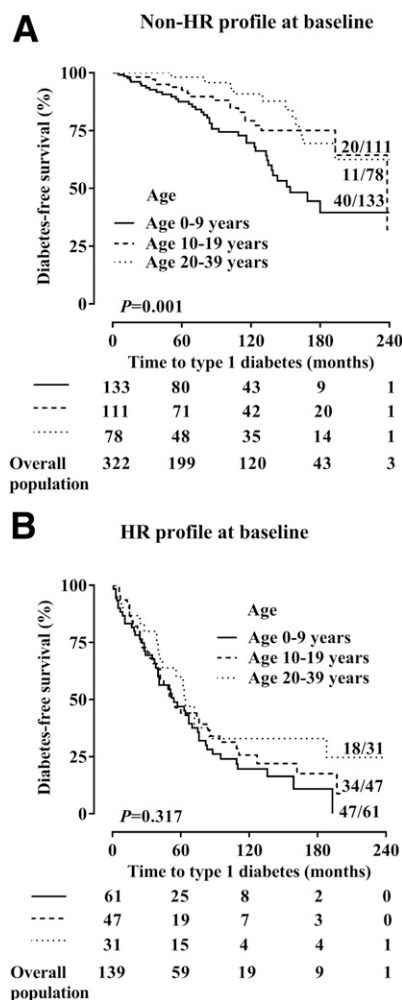 A
Non-HR profile at baseline
Diabetes-free survival (%)
100
75
50
25
0
Age
Age 0-9 years
Age 10-19 years
Age 20-39 years
20/111
11/78
40/133
P=0.001
0 60 120 180 240
Time to type 1 diabetes (months)
133 80 43 9 1
111 71 42 20 1
78 48 35 14 1
Overall population 322 199 120 43 3
B
HR profile at baseline
Diabetes-free survival (%)
100
75
50
25
0
Age
Age 0-9 years
Age 10-19 years
Age 20-39 years
18/31
34/47
47/61
P=0.317
0 60 120 180 240
Time to type 1 diabetes (months)
61 25 8 2 0
47 19 7 3 0
31 15 4 4 1
Overall population 139 59 19 9 1